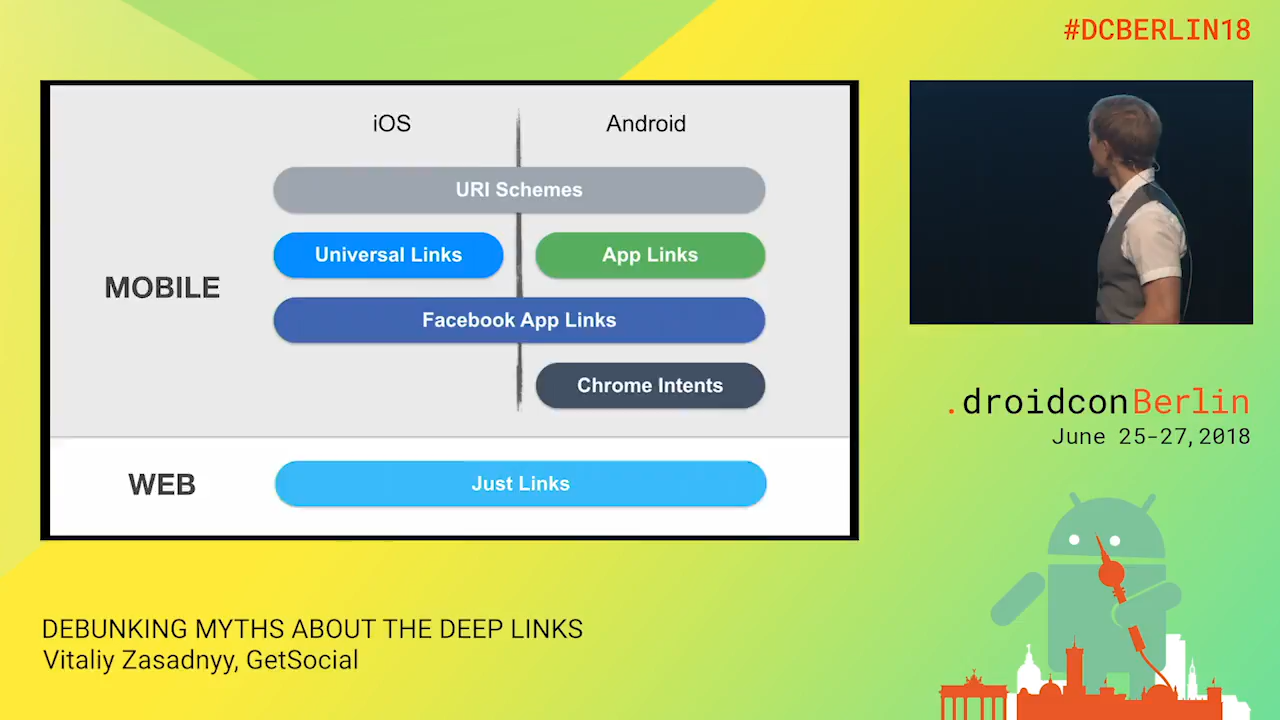 #DCBERLIN18
iOS
Android
URI Schemes
Universal Links
App Links
MOBILE
Facebook App Links
Chrome Intents
WEB
Just Links
.droidconBerlin
June 25-27,2018
DEBUNKING MYTHS ABOUT THE DEEP LINKS
Vitaliy Zasadnyy, GetSocial